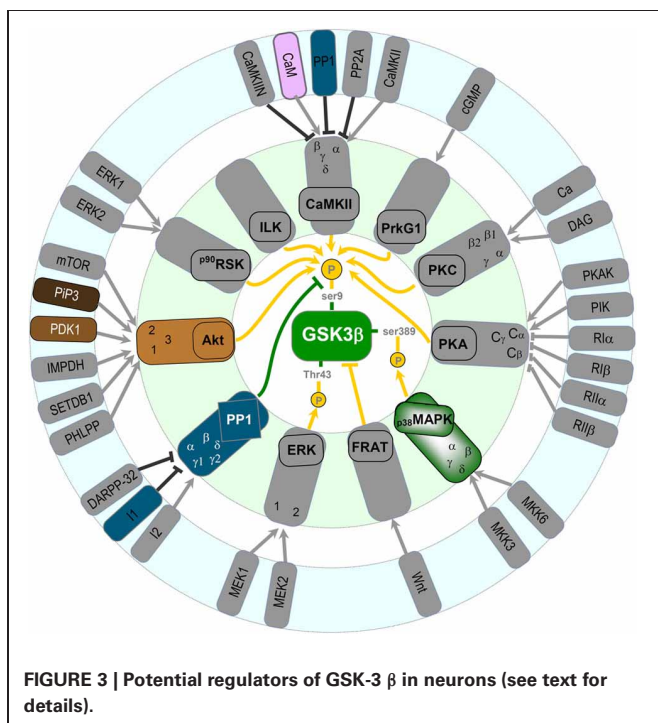 CaMKIIN
CaM
PP1
PP2A
CaMKII
cGMP
Ca
DAG
PKAK
PIK
RIα
RIβ
RIIα
RIIβ
MKK6
MKK3
Wnt
MEK2
MEK1
I2
I1
DARPP-32
PHLPP
SETDB1
IMPDH
PDK1
PiP3
mTOR
ERK2
ERK1
β α
γ
δ
CaMKII
PrkG1
β2 β1
γ α
PKC
PKA
Cγ Cα
Cβ
p38MAPK
α β
γ δ
FRAT
ERK
1 2
PP1
α β δ
γ1 γ2
2
3
1
Akt
p90RSK
ILK
P
ser9
GSK3β
ser389
P
Thr43
P
FIGURE 3 | Potential regulators of GSK-3 β in neurons (see text for
details).